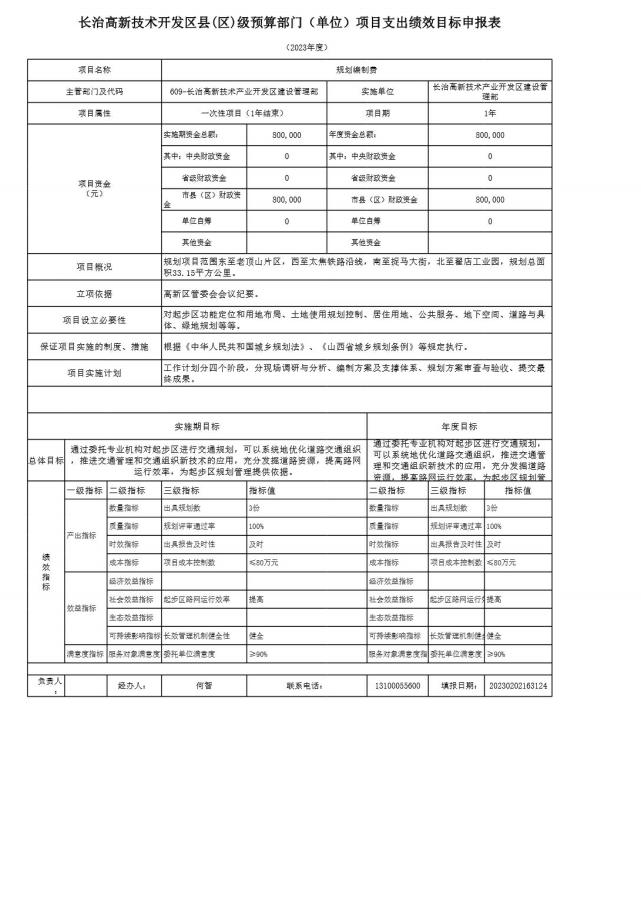 长治高新技术开发区县(区)级预算部门（单位）项目支出绩效目标申报表
（2023年度）
项目名称 规划编制费
主管部门及代码 609-长治高新技术产业开发区建设管理部 实施单位 长治高新技术产业开发区建设管
理部
项目属性 一次性项目（1年结束） 项目期 1年
项目资金
（元）
实施期资金总额： 800,000 年度资金总额： 800,000
其中：中央财政资金 0 其中：中央财政资金 0
省级财政资金 0 省级财政资金 0
市县（区）财政资
金 800,000 市县（区）财政资金 800,000
单位自筹 0 单位自筹 0
其他资金 其他资金
项目概况 规划项目范围东至老顶山片区，西至太焦铁路沿线，南至捉马大街，北至翟店工业园，规划总面
积33.15平方公里。
立项依据 高新区管委会会议纪要。
项目设立必要性 对起步区功能定位和用地布局、土地使用规划控制、居住用地、公共服务、地下空间、道路与具
体、绿地规划等等。
保证项目实施的制度、措施 根据《中华人民共和国城乡规划法》、《山西省城乡规划条例》等规定执行。
项目实施计划 工作计划分四个阶段，分现场调研与分析、编制方案及支撑体系、规划方案审查与验收、提交最
终成果。
实施期目标 年度目标
总体目标
通过委托专业机构对起步区进行交通规划，可以系统地优化道路交通组织
，推进交通管理和交通组织新技术的应用，充分发掘道路资源，提高路网
运行效率，为起步区规划管理提供依据。
通过委托专业机构对起步区进行交通规划，
可以系统地优化道路交通组织，推进交通管
理和交通组织新技术的应用，充分发掘道路
资源，提高路网运行效率，为起步区规划管
绩
效
指
标
一级指标 二级指标 三级指标 指标值 二级指标 三级指标 指标值
产出指标
数量指标 出具规划数 3份 数量指标 出具规划数 3份
质量指标 规划评审通过率 100% 质量指标 规划评审通过率 100%
时效指标 出具报告及时性 及时 时效指标 出具报告及时性 及时
成本指标 项目成本控制数 ≤80万元 成本指标 项目成本控制数 ≤80万元
效益指标
经济效益指标 经济效益指标
社会效益指标 起步区路网运行效率 提高 社会效益指标 起步区路网运行 提高
生态效益指标 生态效益指标
可持续影响指标 长效管理机制健全性 健全 可持续影响指标 长效管理机制健 健全
满意度指标 服务对象满意度 委托单位满意度 ≥90% 服务对象满意度指 委托单位满意度 ≥90%
负责人
： 经办人： 何智 联系电话： 13100055600 填报日期： 20230202163124